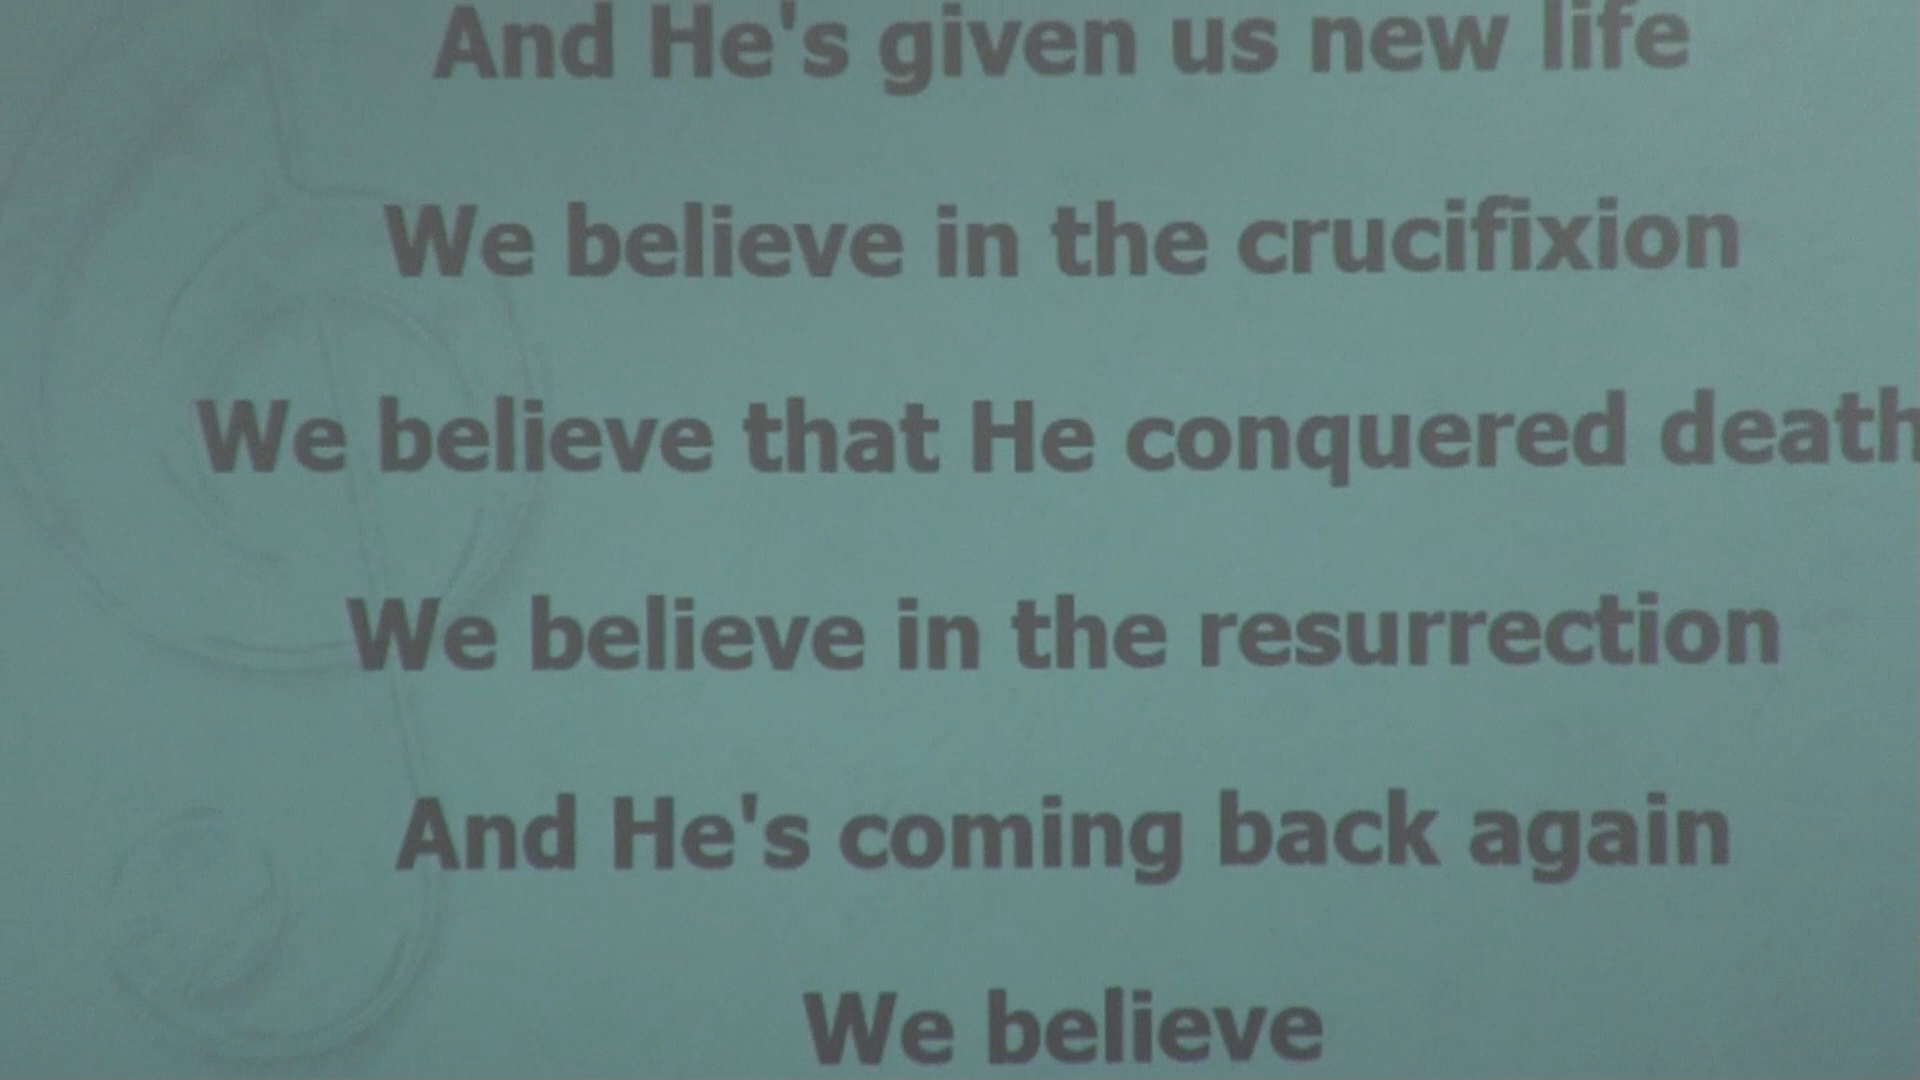 And He's given us new life
We believe in the crucifixion
We believe that He conquered death
We believe in the resurrection
And He's coming back again
We believe